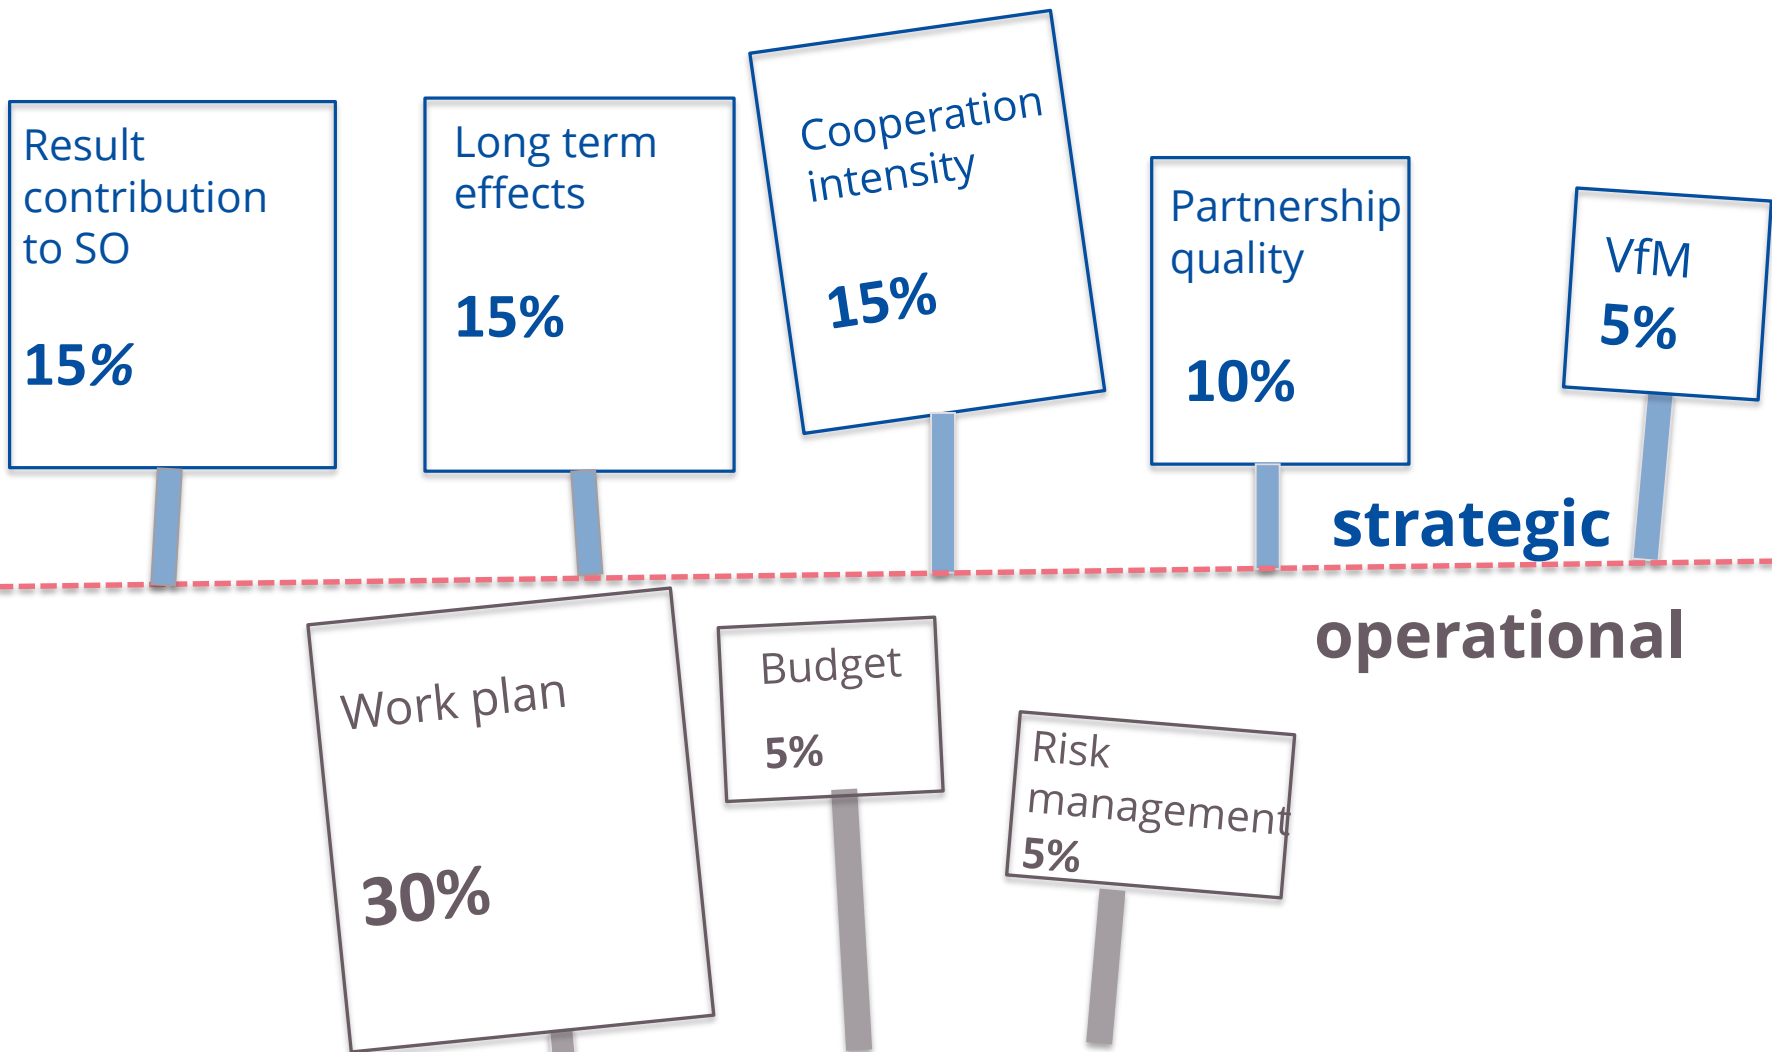 Result
contribution
to SO
15%
Long term
effects
15%
Cooperation
intensity
15%
Partnership
quality
10%
VfM
5%
strategic
operational
Work plan
30%
Budget
5%
Risk
management
5%